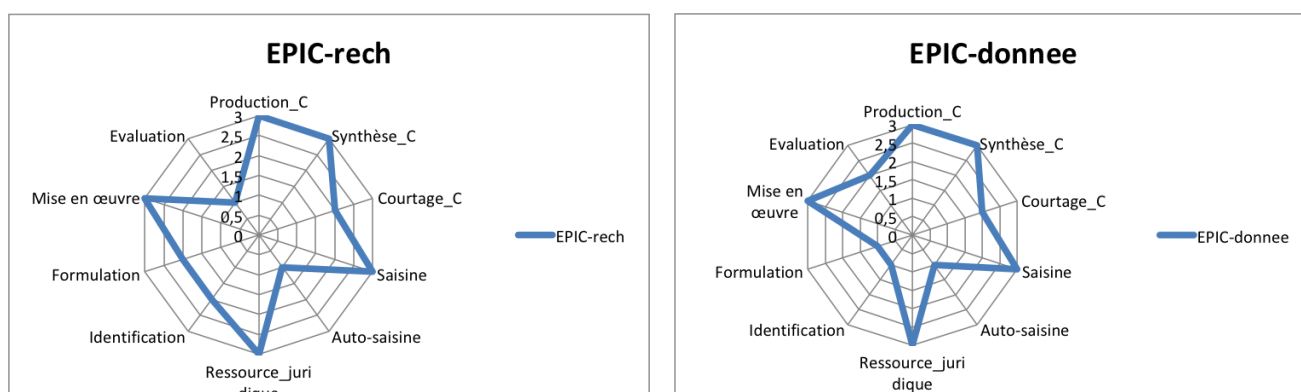 EPIC-rech
Production_C
3
2,5
2
1,5
1
0,5
0
Synthèse_C
Courtage_C
Saisine
Auto-saisine
Ressource_juri
dique
Identification
Formulation
Mise en œuvre
Evaluation
EPIC-rech
EPIC-donnee
Production_C
3
2,5
2
1,5
1
0,5
0
Synthèse_C
Courtage_C
Saisine
Auto-saisine
Ressource_juri
dique
Identification
Formulation
Mise en
œuvre
Evaluation
EPIC-donnee